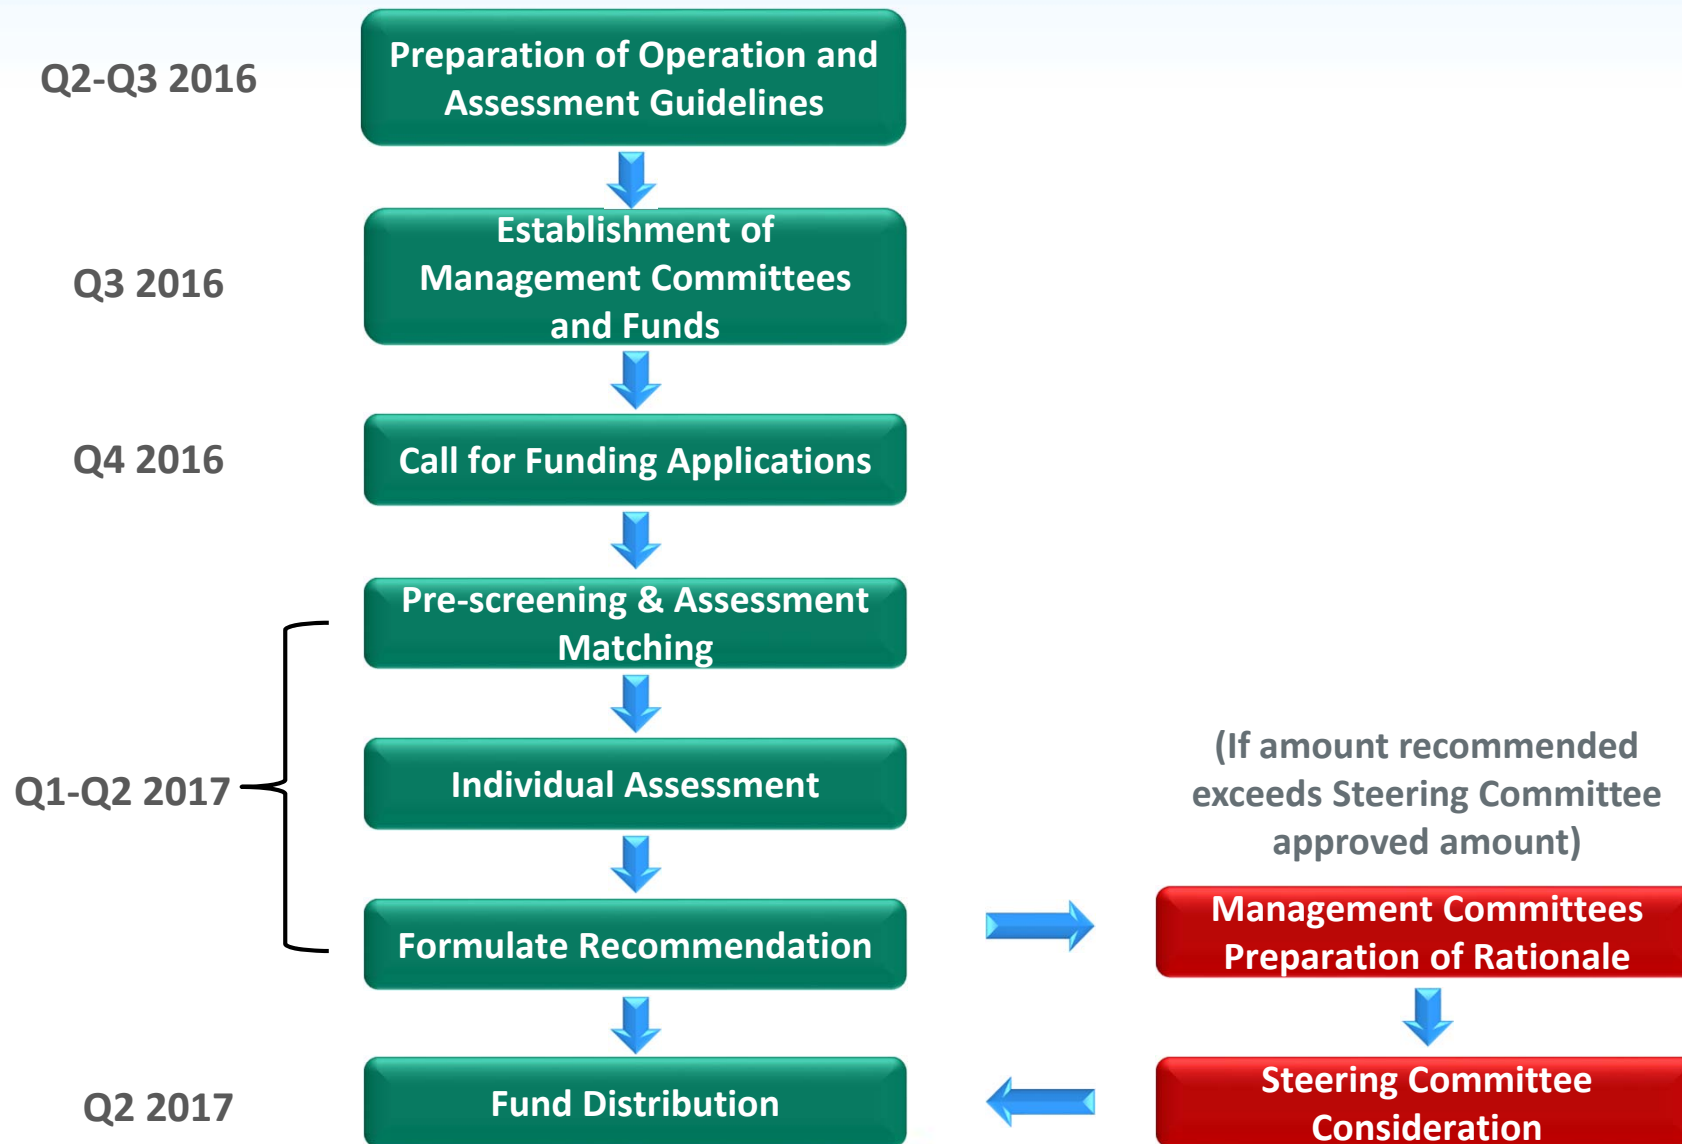 Q2-Q3 2016
Preparation of Operation and
Assessment Guidelines
Q3 2016
Establishment of
Management Committees
and Funds
Q4 2016
Call for Funding Applications
Pre-screening & Assessment
Matching
Q1-Q2 2017
Individual Assessment
Formulate Recommendation
(If amount recommended
exceeds Steering Committee
approved amount)
Management Committees
Preparation of Rationale
Steering Committee
Consideration
Q2 2017
Fund Distribution